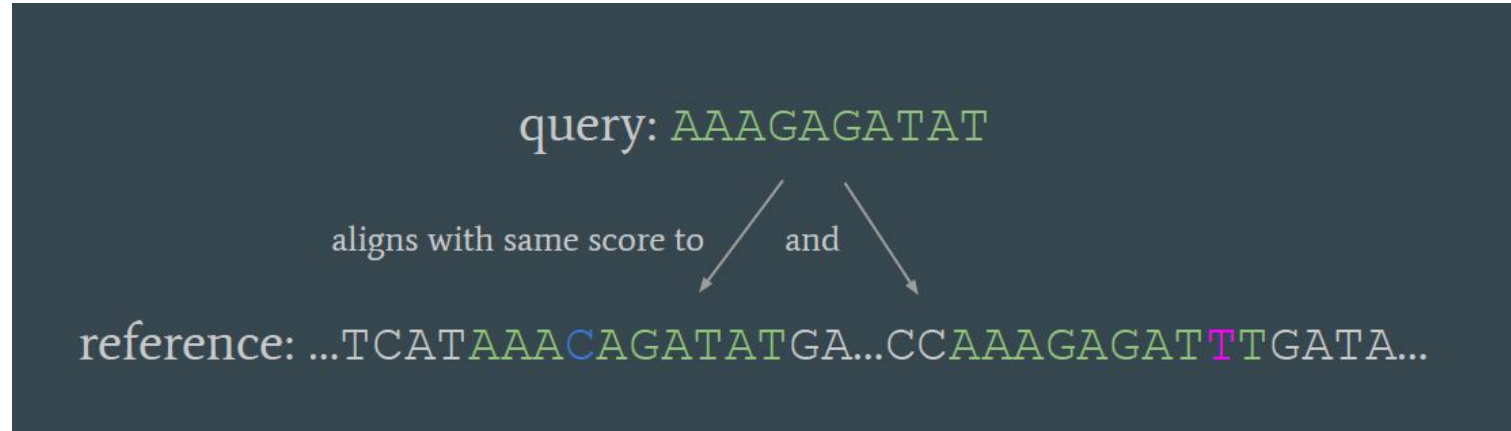 query: AAAGAGATAT
aligns with same score to and
reference: ...TCATAAACAGATATGA...CCAAAGAGATTTGATA...